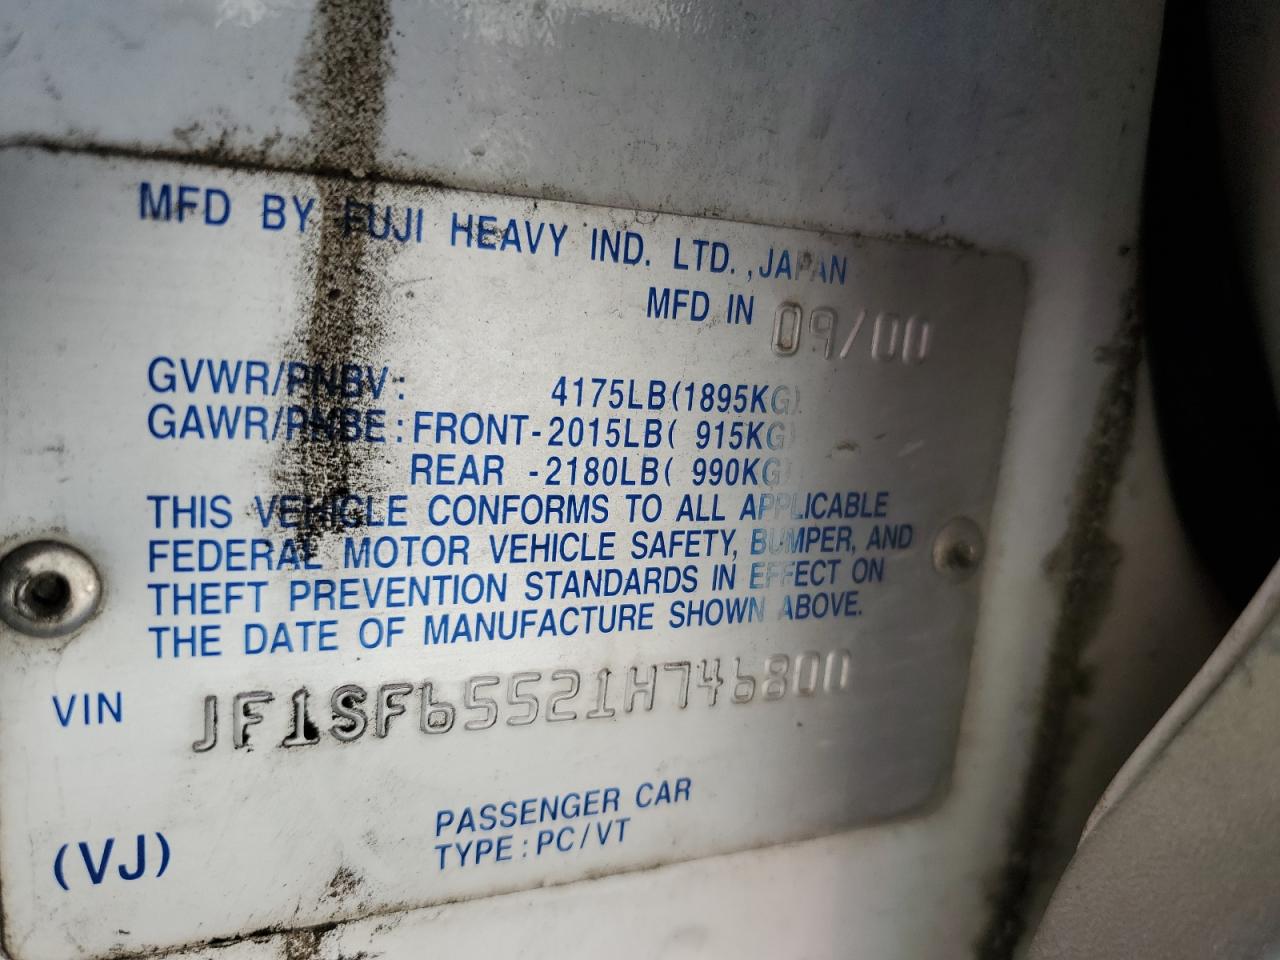 MFD BY FUJI HEAVY IND. LTD., JAPAN
MFD IN 09/00
GVWR/PNBV: 4175LB(1895KG)
GAWR/PNBE: FRONT-2015LB( 915KG)
REAR -2180LB( 990KG)
THIS VEHICLE CONFORMS TO ALL APPLICABLE
FEDERAL MOTOR VEHICLE SAFETY, BUMPER, AND
THEFT PREVENTION STANDARDS IN EFFECT ON
THE DATE OF MANUFACTURE SHOWN ABOVE.
VIN JF1SF65521H746800
PASSENGER CAR
(VJ) TYPE: PC/VT